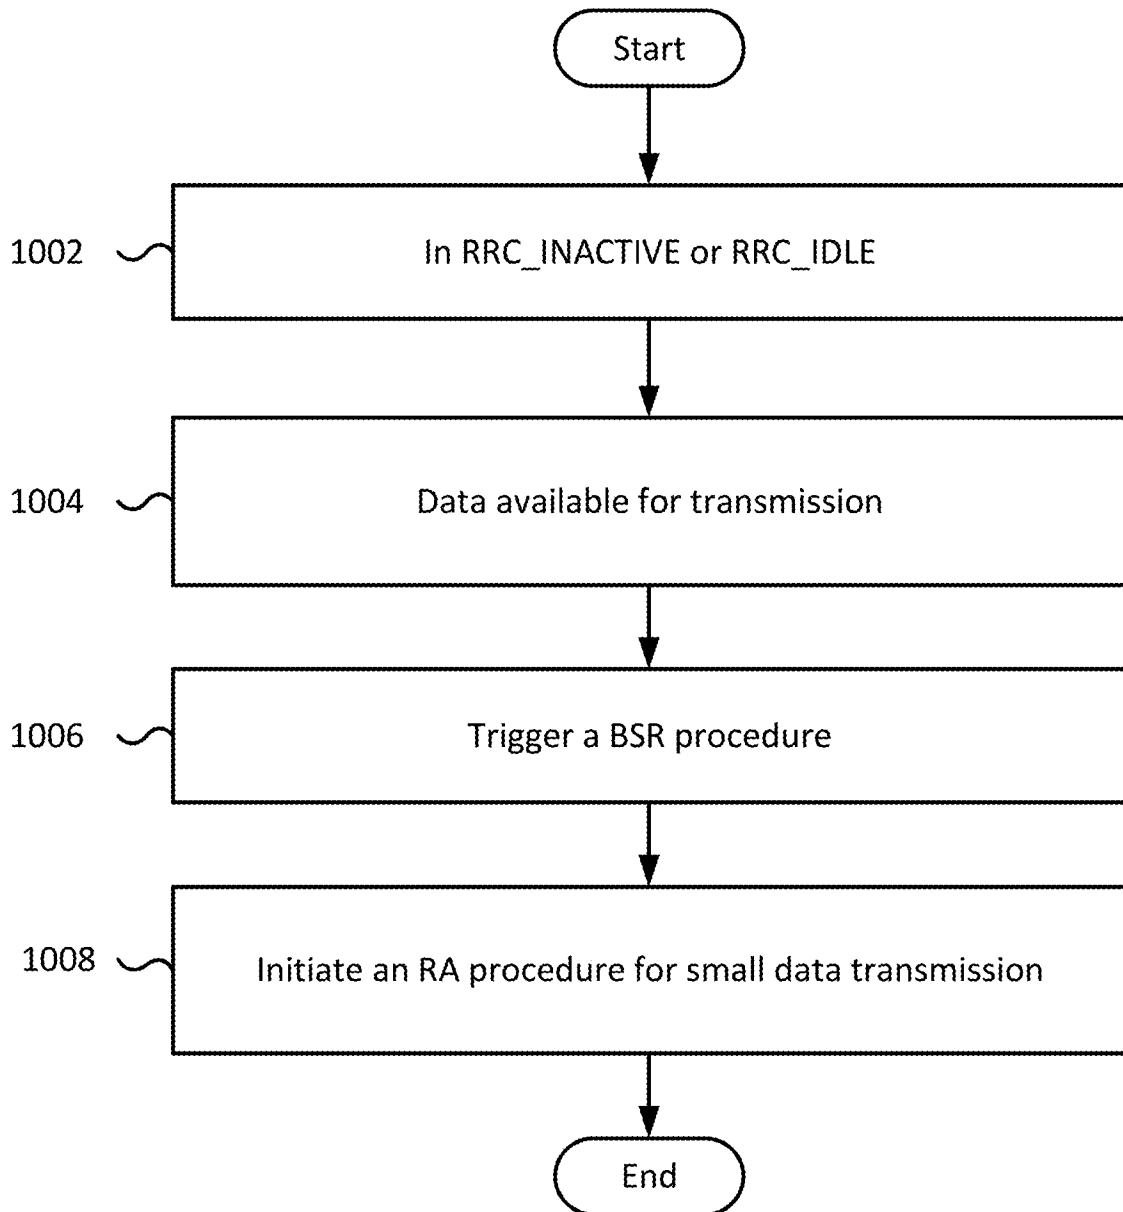 Start
1002
In RRC_INACTIVE or RRC_IDLE
1004
Data available for transmission
1006
Trigger a BSR procedure
1008
Initiate an RA procedure for small data transmission
End